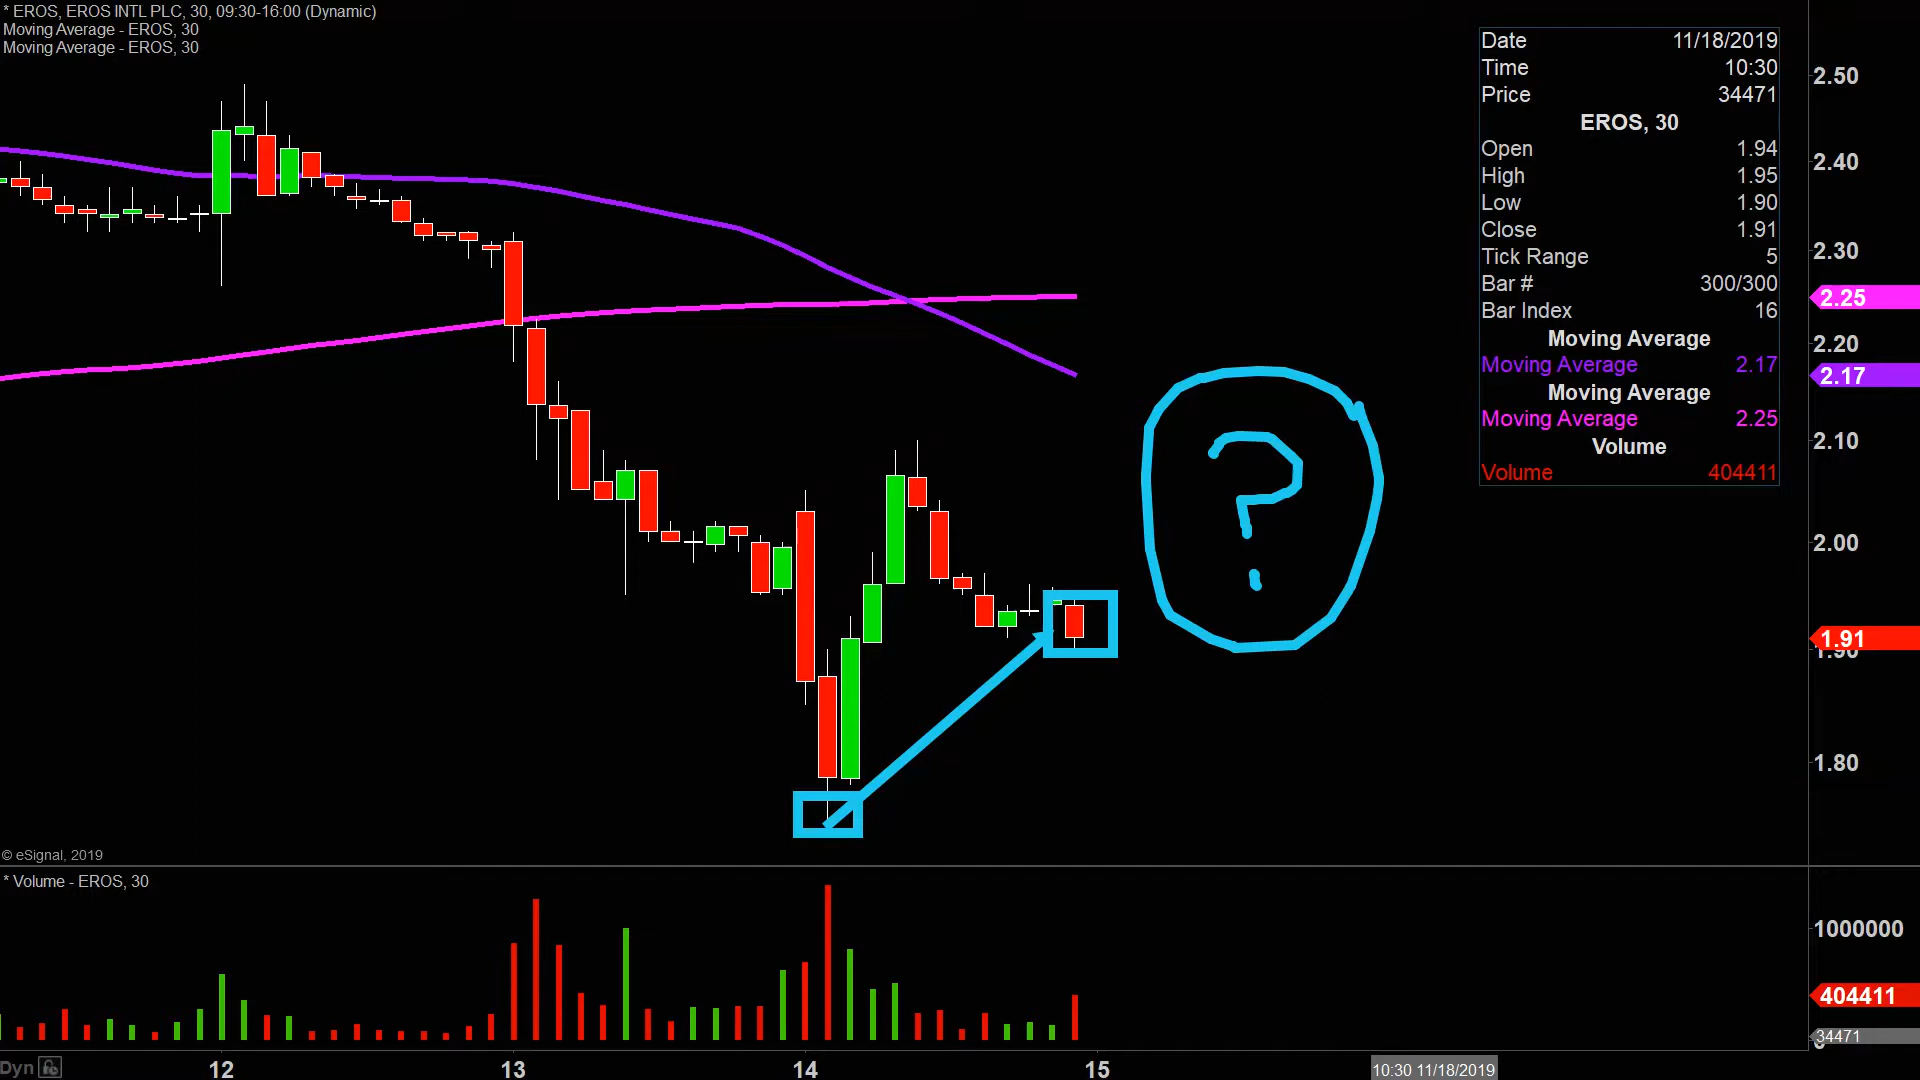 * EROS, EROS INTL PLC, 30, 09:30-16:00 (Dynamic)
Moving Average - EROS, 30
Moving Average - EROS, 30
Date 11/18/2019
Time 10:30
Price 34471
EROS, 30
Open 1.94
High 1.95
Low 1.90
Close 1.91
Tick Range 5
Bar # 300/300
Bar Index 16
Moving Average
Moving Average 2.17
Moving Average
Moving Average 2.25
Volume
Volume 404411
2.50
2.40
2.30
2.25
2.20
2.17
2.10
2.00
1.91
1.90
1.80
?
© eSignal, 2019
* Volume - EROS, 30
1000000
404411
34471
0
Dyn
12 13 14 15 10:30 11/18/2019